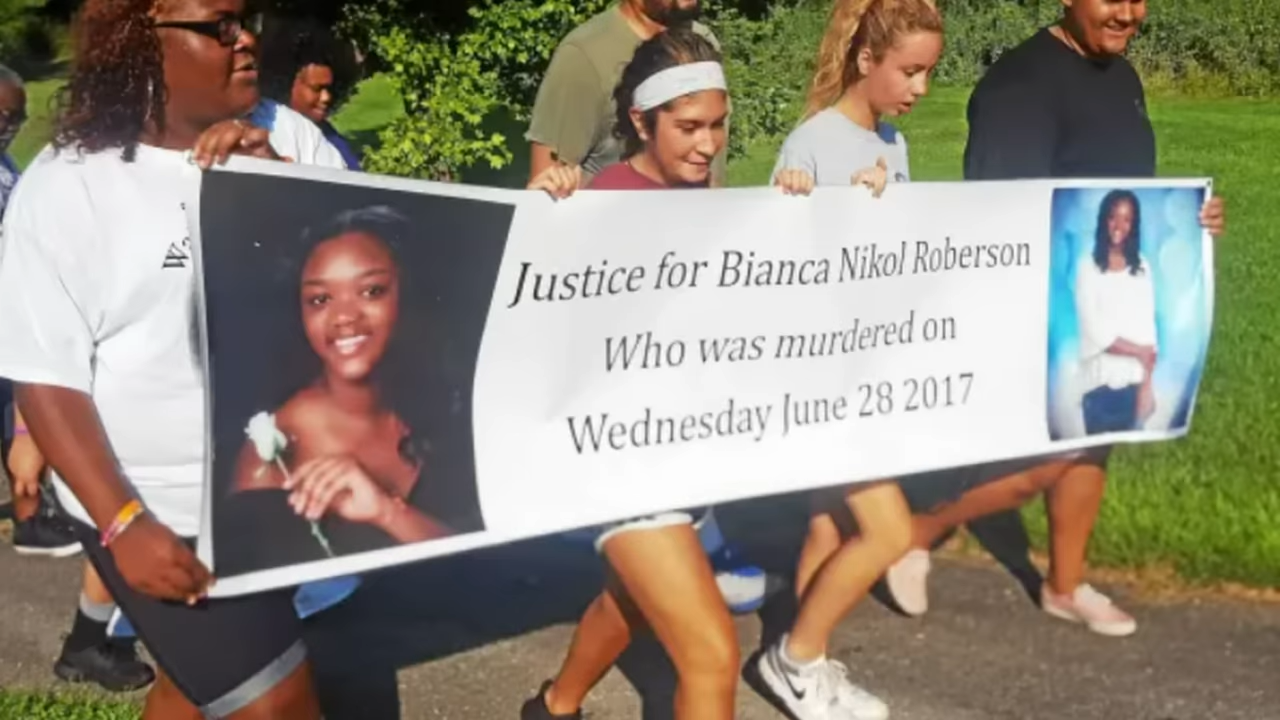 Justice for Bianca Nikol Roberson
Who was murdered on
Wednesday June 28 2017